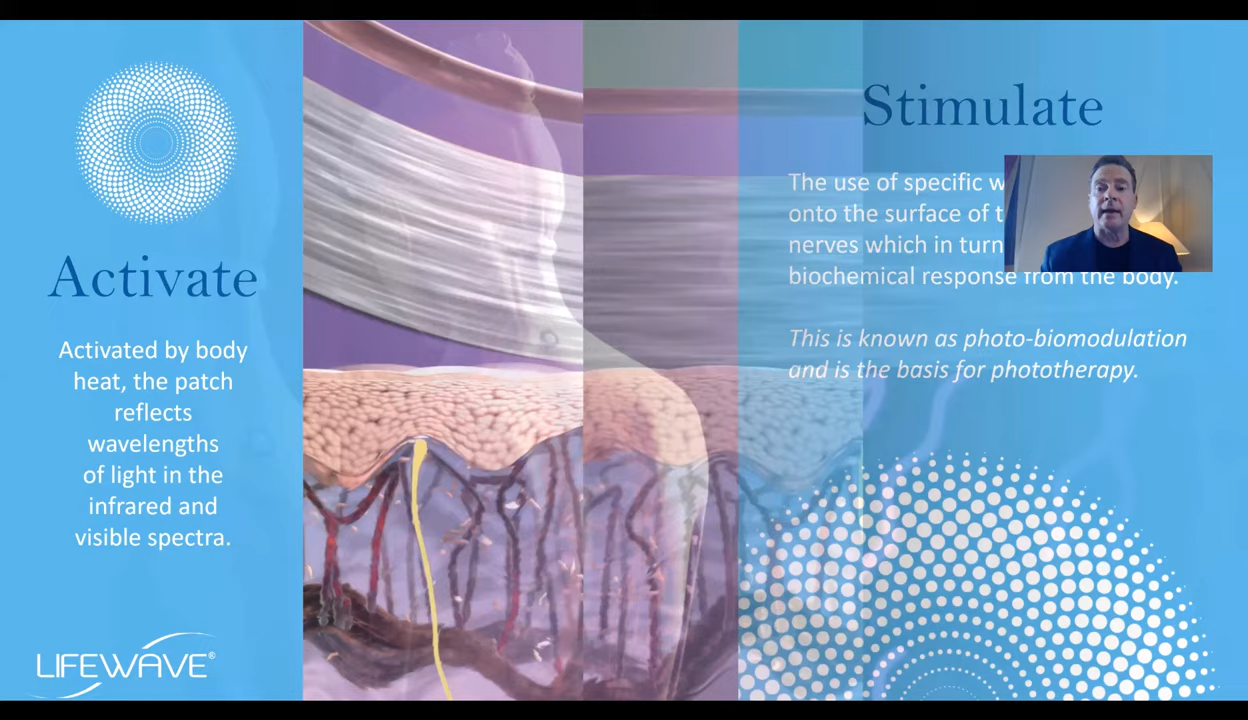 Activate
Activated by body
heat, the patch
reflects
wavelengths
of light in the
infrared and
visible spectra.
LIFEWAVE®
Stimulate
The use of specific
onto the surface of
nerves which in turn
biochemical response from the body.
This is known as photo-biomodulation
and is the basis for phototherapy.